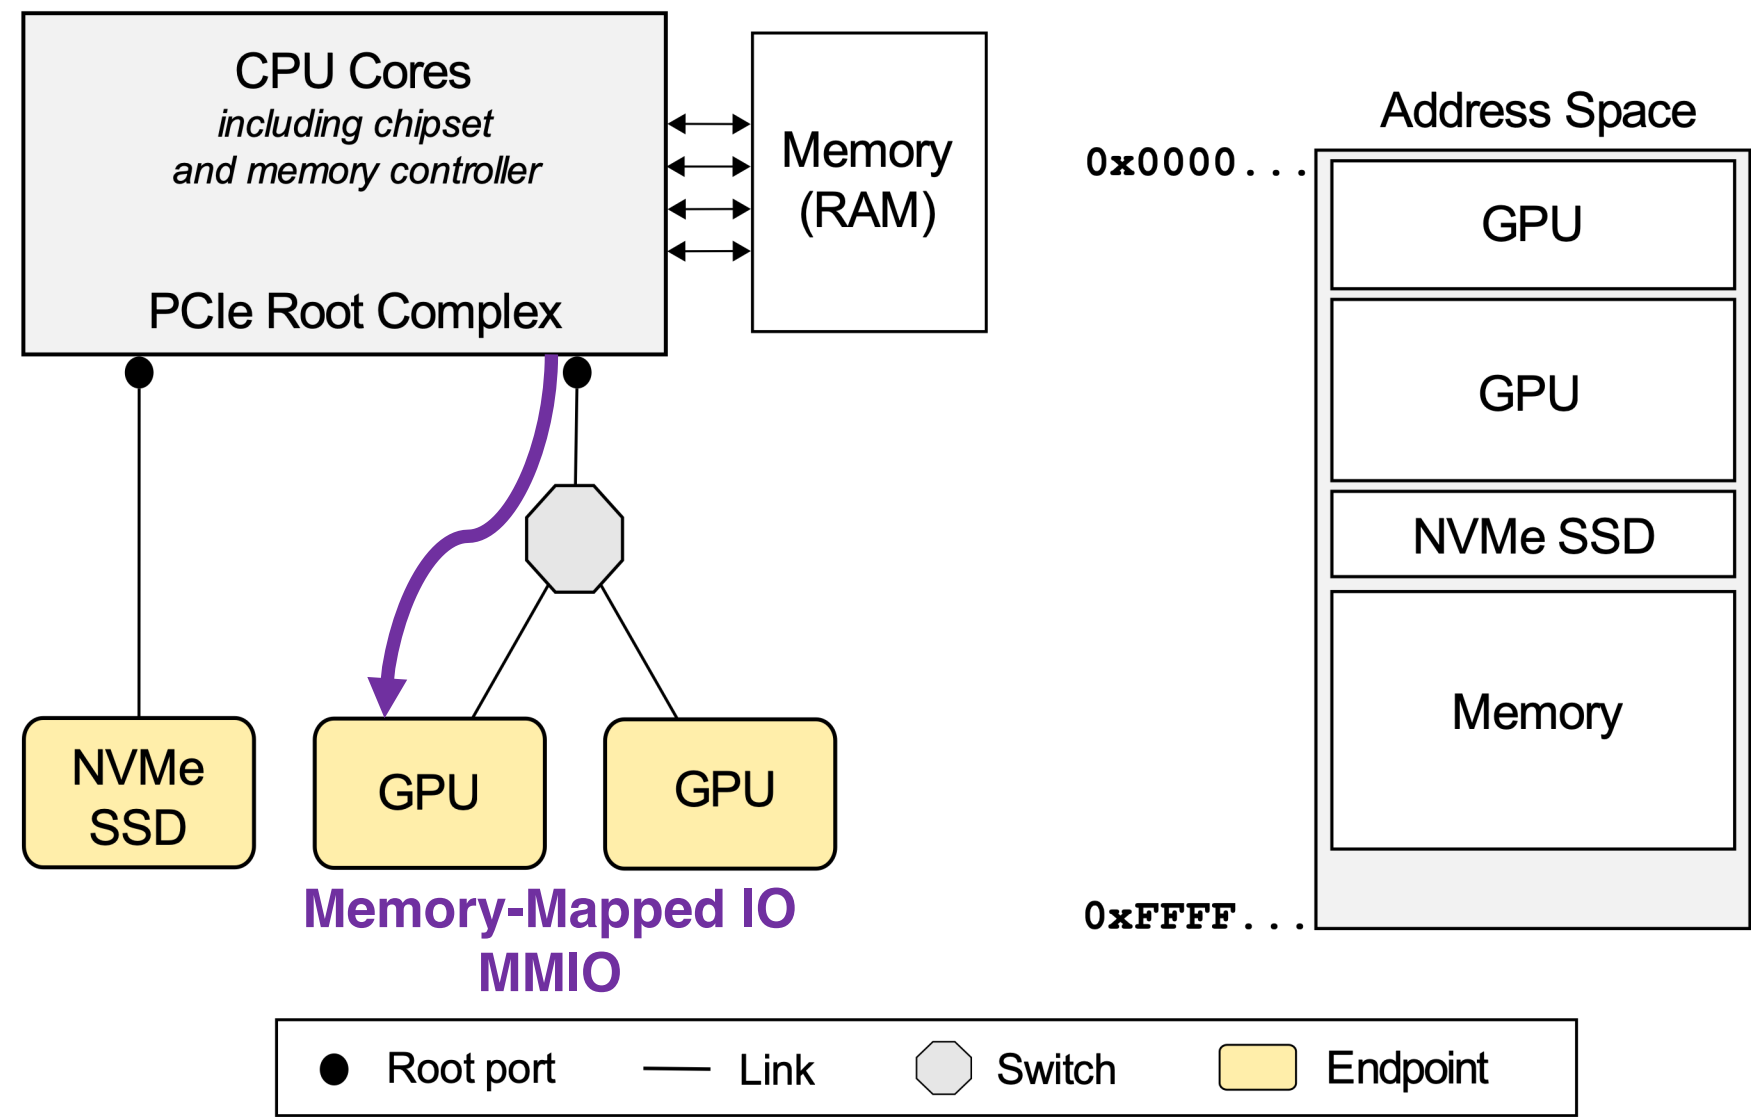 CPU Cores
including chipset
and memory controller
PCIe Root Complex
Memory
(RAM)
Address Space
0x0000...
GPU
GPU
NVMe SSD
Memory
0xFFFF...
NVMe
SSD
GPU
GPU
Memory-Mapped IO
MMIO
Root port
Link
Switch
Endpoint